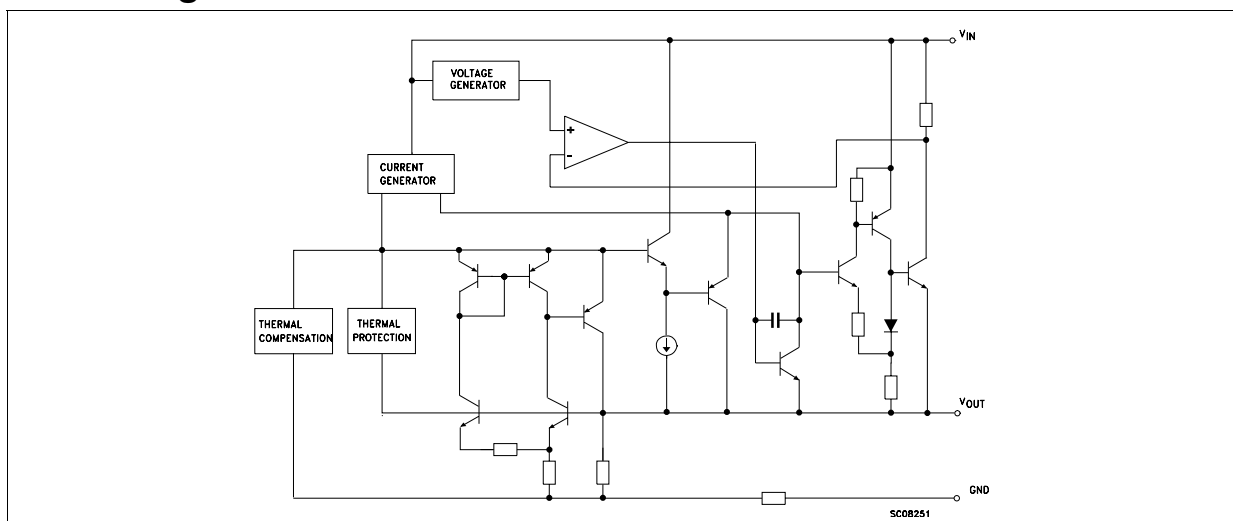 VIN
VOLTAGE
GENERATOR
+
-
CURRENT
GENERATOR
THERMAL
COMPENSATION
THERMAL
PROTECTION
VOUT
GND
SC08251